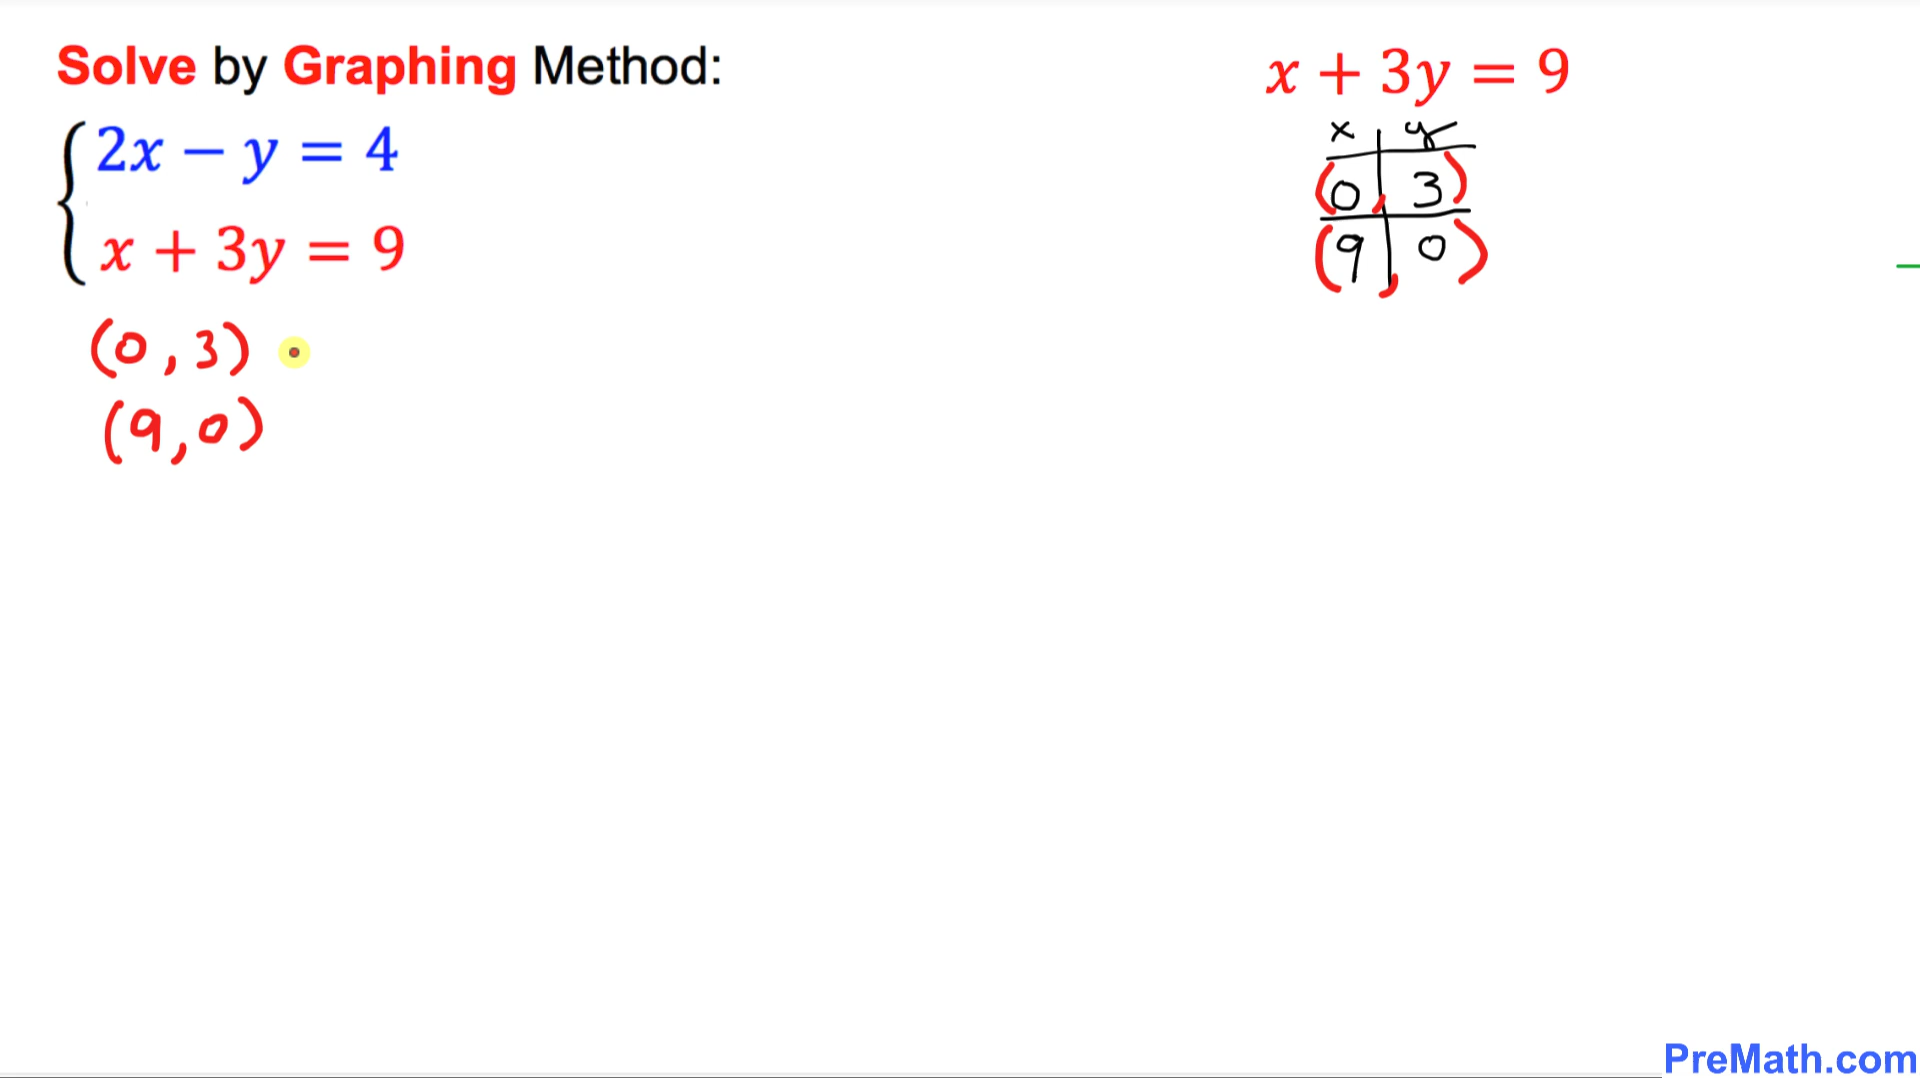 Solve by Graphing Method:
2x − y = 4
x + 3y = 9
(0, 3)
(9, 0)
x + 3y = 9
x y
(0, 3)
(9, 0)
PreMath.com